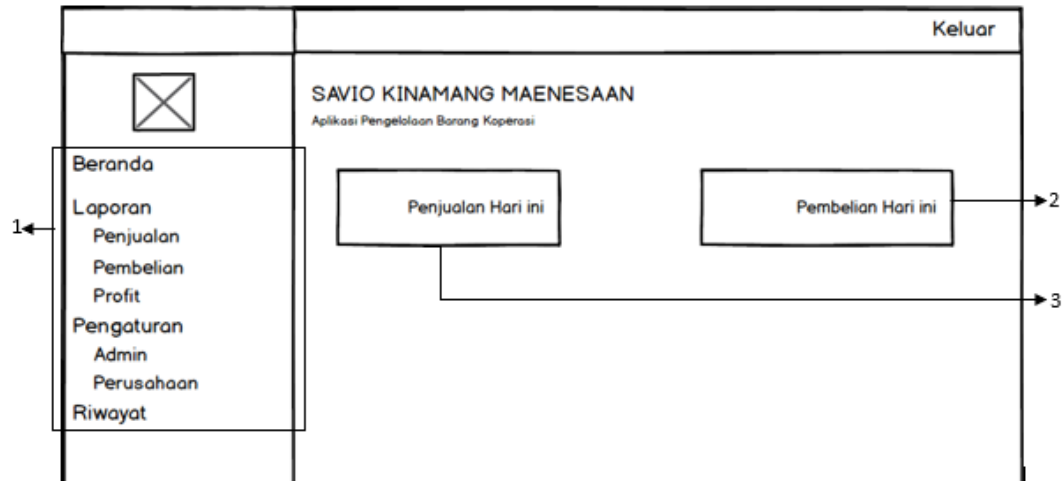 Keluar
SAVIO KINAMANG MAENESAAN
Aplikasi Pengelolaan Barang Koperasi
Beranda
Laporan
Penjualan
Pembelian
Profit
Pengaturan
Admin
Perusahaan
Riwayat
1
Penjualan Hari ini
Pembelian Hari ini
2
3